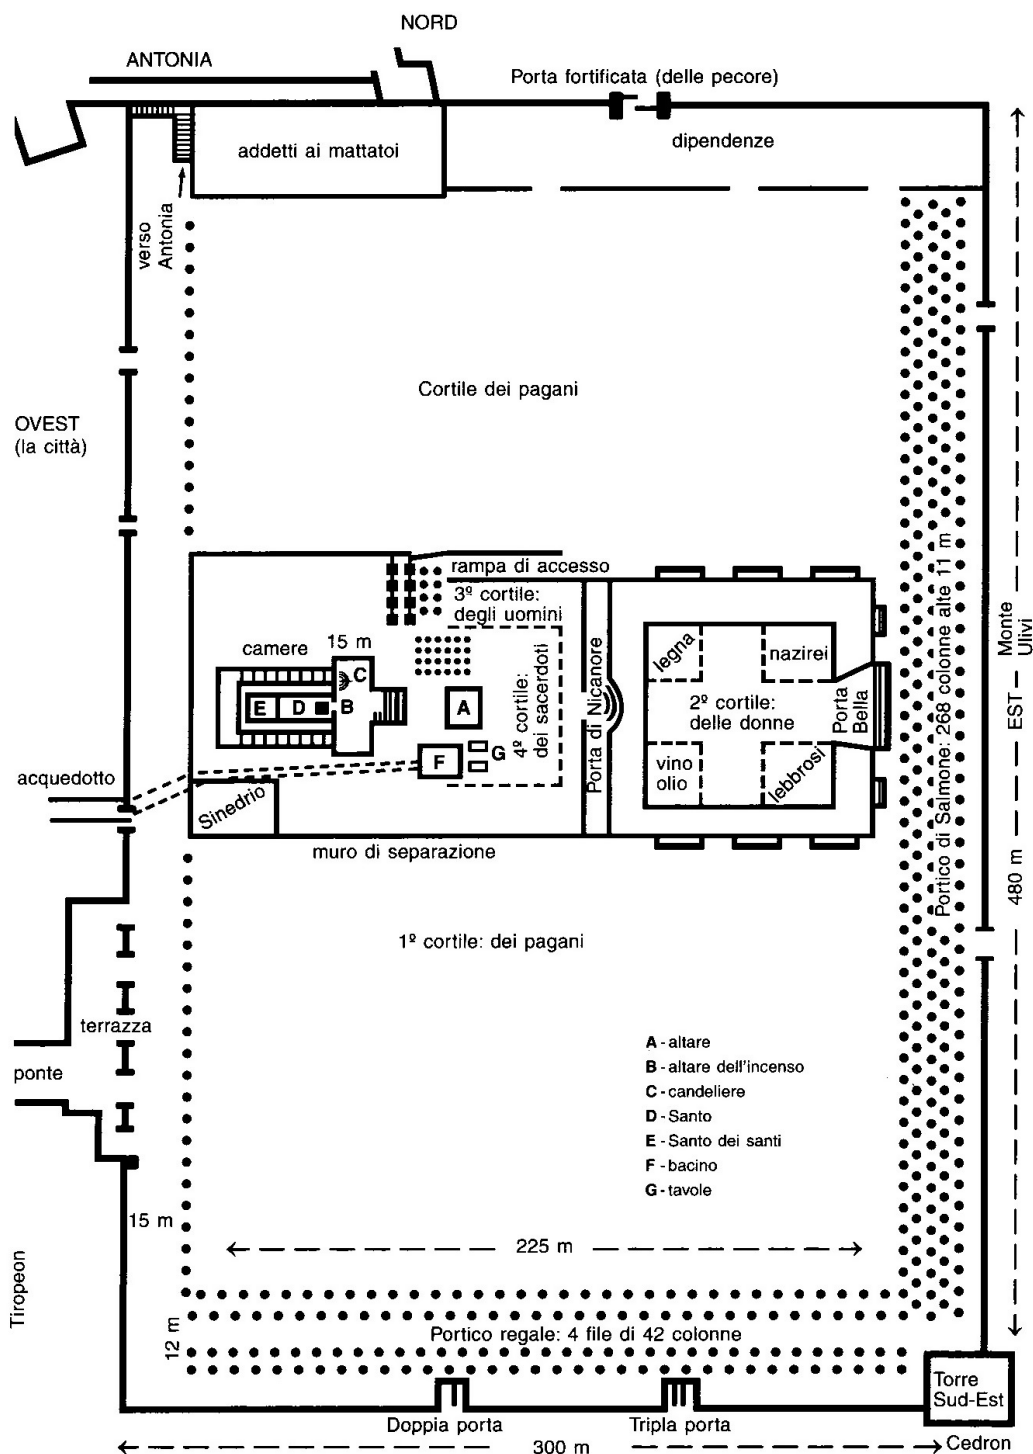 NORD
ANTONIA
Porta fortificata (delle pecore)
addetti ai mattatoi
dipendenze
verso
Antonia
Cortile dei pagani
OVEST
(la città)
Monte
Ulivi
EST
480 m
Portico di Salmone: 268 colonne alte 11 m
rampa di accesso
3º cortile:
degli uomini
camere
15 m
C
E
D
B
A
F
G
4º cortile:
dei sacerdoti
Porta di Nicanore
legna
nazirei
2º cortile:
delle donne
Porta
Bella
vino
olio
lebbrosi
acquedotto
Sinedrio
muro di separazione
1º cortile: dei pagani
terrazza
ponte
A - altare
B - altare dell'incenso
C - candeliere
D - Santo
E - Santo dei santi
F - bacino
G - tavole
15 m
225 m
Tiropeon
12 m
Portico regale: 4 file di 42 colonne
Torre
Sud-Est
Doppia porta
Tripla porta
Cedron
300 m